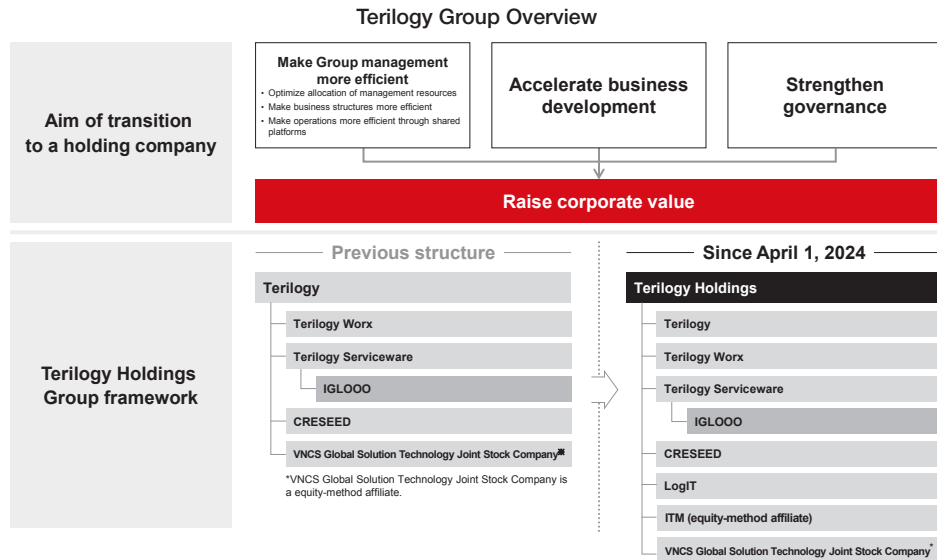 Terilogy Group Overview
Aim of transition
to a holding company
Make Group management
more efficient
• Optimize allocation of management resources
• Make business structures more efficient
• Make operations more efficient through shared
platforms
Accelerate business
development
Strengthen
governance
Raise corporate value
Terilogy Holdings
Group framework
Previous structure
Terilogy
Terilogy Worx
Terilogy Serviceware
IGLOOO
CRESEED
VNCS Global Solution Technology Joint Stock Company※
*VNCS Global Solution Technology Joint Stock Company is
a equity-method affiliate.
Since April 1, 2024
Terilogy Holdings
Terilogy
Terilogy Worx
Terilogy Serviceware
IGLOOO
CRESEED
LogIT
ITM (equity-method affiliate)
VNCS Global Solution Technology Joint Stock Company*